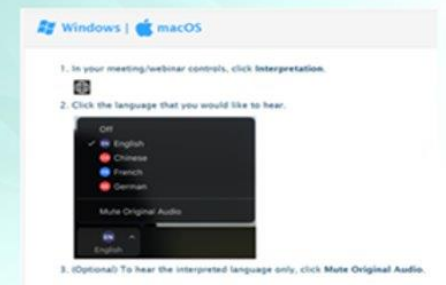 Windows | macOS
1. In your meeting/webinar controls, click Interpretation.
2. Click the language that you would like to hear.
Off
✓ EN English
Chinese
French
German
Mute Original Audio
EN ^
English
3. (Optional) To hear the interpreted language only, click Mute Original Audio.